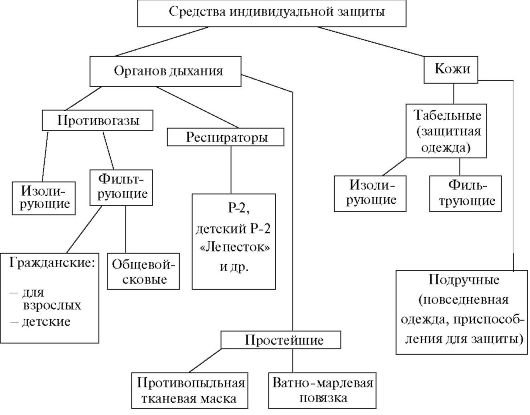 Средства индивидуальной защиты
Органов дыхания
Кожи
Противогазы
Респираторы
Табельные
(защитная
одежда)
Изоли-
рующие
Фильт-
рующие
Р-2,
детский Р-2
«Лепесток»
и др.
Изоли-
рующие
Филь-
трующие
Гражданские:
– для
взрослых
– детские
Общевой-
сковые
Подручные
(повседневная
одежда, приспособ-
ления для защиты)
Простейшие
Противопыльная
тканевая маска
Ватно-марлевая
повязка